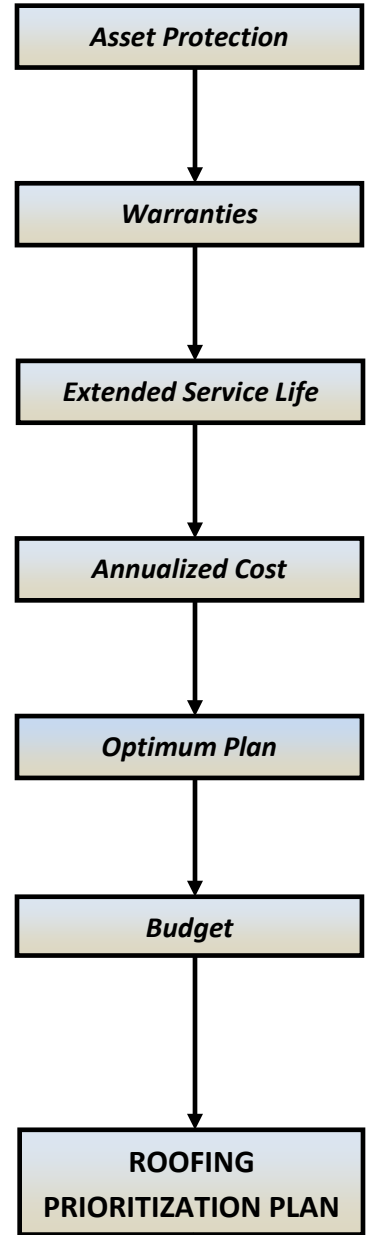 Asset Protection
Warranties
Extended Service Life
Annualized Cost
Optimum Plan
Budget
ROOFING
PRIORITIZATION PLAN